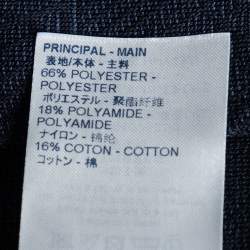 PRINCIPAL - MAIN
表地/本体 - 主料
66% POLYESTER -
POLYESTER
ポリエステル - 聚酯纤维
18% POLYAMIDE -
POLYAMIDE
ナイロン - 锦纶
16% COTON - COTTON
コットン - 棉